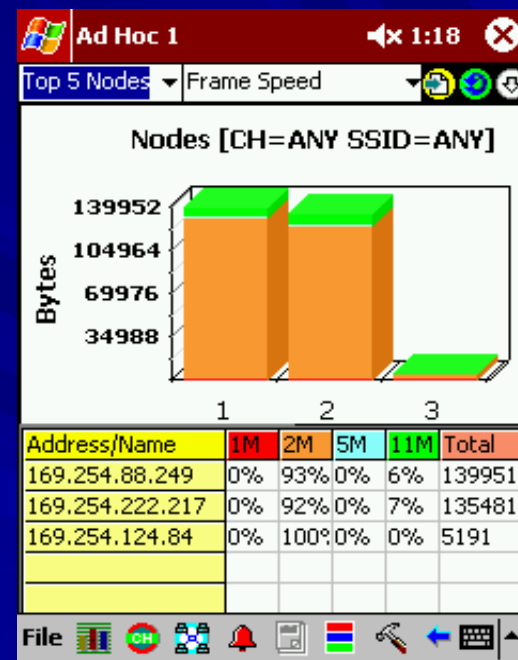 Ad Hoc 1 1:18
Top 5 Nodes Frame Speed
Nodes [CH=ANY SSID=ANY]
139952
104964
69976
34988
Bytes
1 2 3
Address/Name 1M 2M 5M 11M Total
169.254.88.249 0% 93% 0% 6% 139951
169.254.222.217 0% 92% 0% 7% 135481
169.254.124.84 0% 100% 0% 0% 5191
File CH